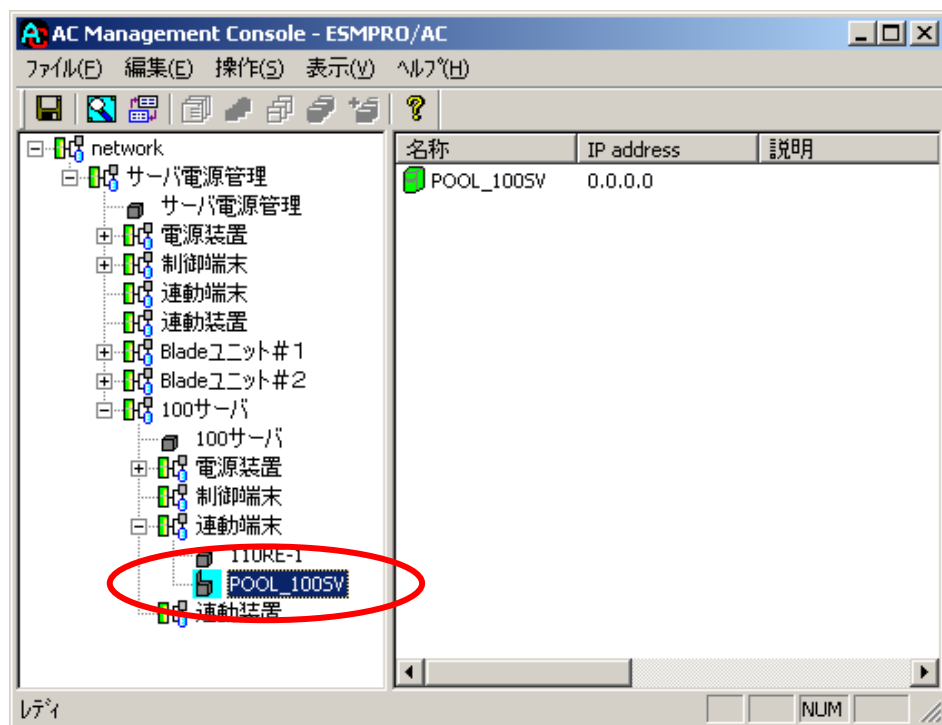 AC Management Console - ESMPRO/AC
ファイル(F) 編集(E) 操作(S) 表示(V) ヘルプ(H)
network
サーバ電源管理
サーバ電源管理
電源装置
制御端末
連動端末
連動装置
Bladeユニット#1
Bladeユニット#2
100サーバ
100サーバ
電源装置
制御端末
連動端末
110RE-1
POOL_100SV
連動装置
名称 IP address 説明
POOL_100SV 0.0.0.0
レディ NUM